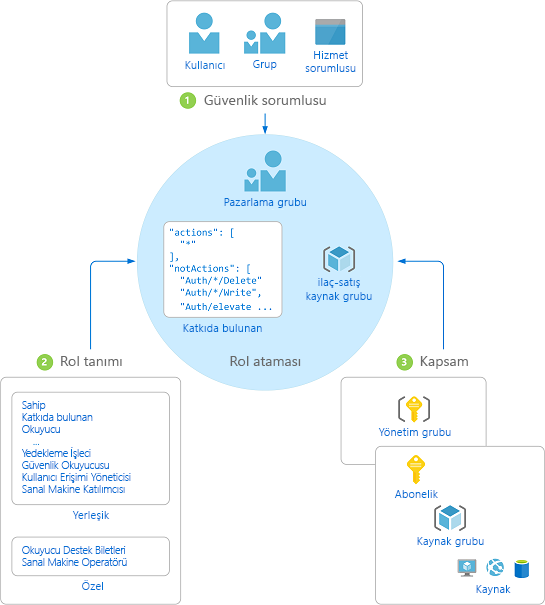 Kullanıcı
Grup
Hizmet
sorumlusu
1 Güvenlik sorumlusu
Pazarlama grubu
"actions": [
"*"
],
"notActions": [
"Auth/*/Delete"
"Auth/*/Write",
"Auth/elevate ...
Katkıda bulunan
ilaç-satış
kaynak grubu
Rol ataması
2 Rol tanımı
Sahip
Katkıda bulunan
Okuyucu
...
Yedekleme İşleci
Güvenlik Okuyucusu
Kullanıcı Erişimi Yöneticisi
Sanal Makine Katılımcısı
Yerleşik
Okuyucu Destek Biletleri
Sanal Makine Operatörü
Özel
3 Kapsam
Yönetim grubu
Abonelik
Kaynak grubu
Kaynak